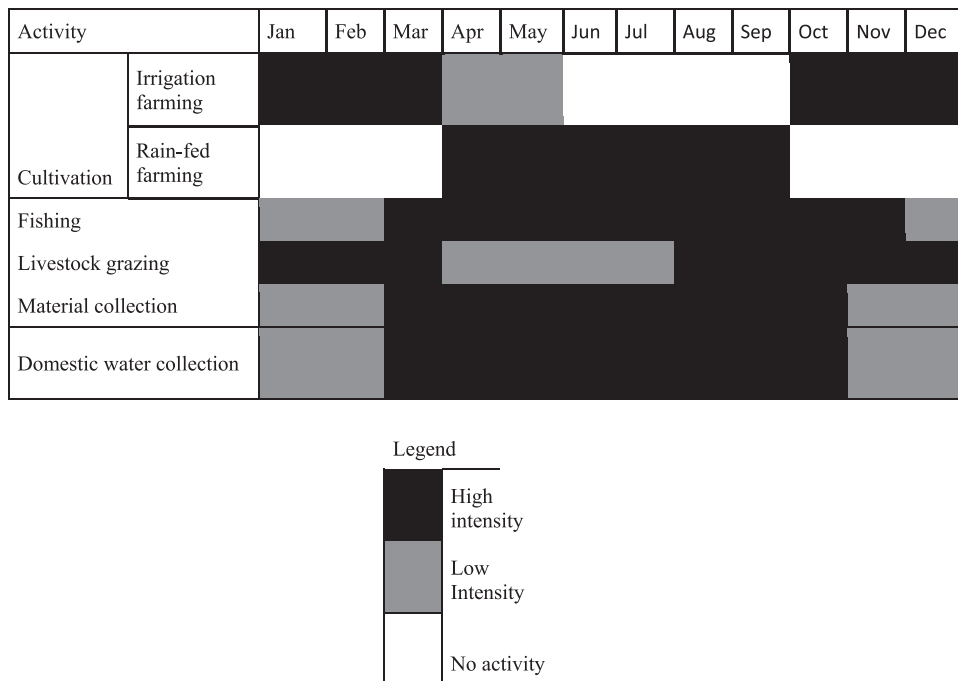 Activity Jan Feb Mar Apr May Jun Jul Aug Sep Oct Nov Dec
Irrigation
farming
Rain-fed
Cultivation farming
Fishing
Livestock grazing
Material collection
Domestic water collection
Legend
High
intensity
Low
Intensity
No activity